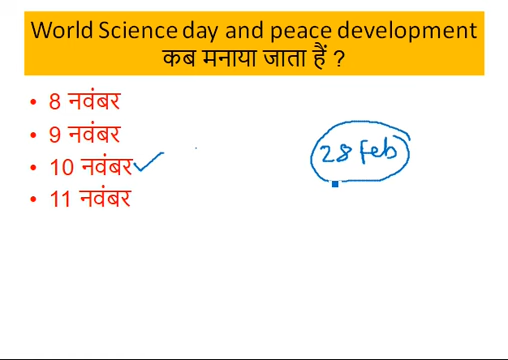 World Science day and peace development
कब मनाया जाता हैं ?
• 8 नवंबर
• 9 नवंबर
• 10 नवंबर
• 11 नवंबर
28 Feb